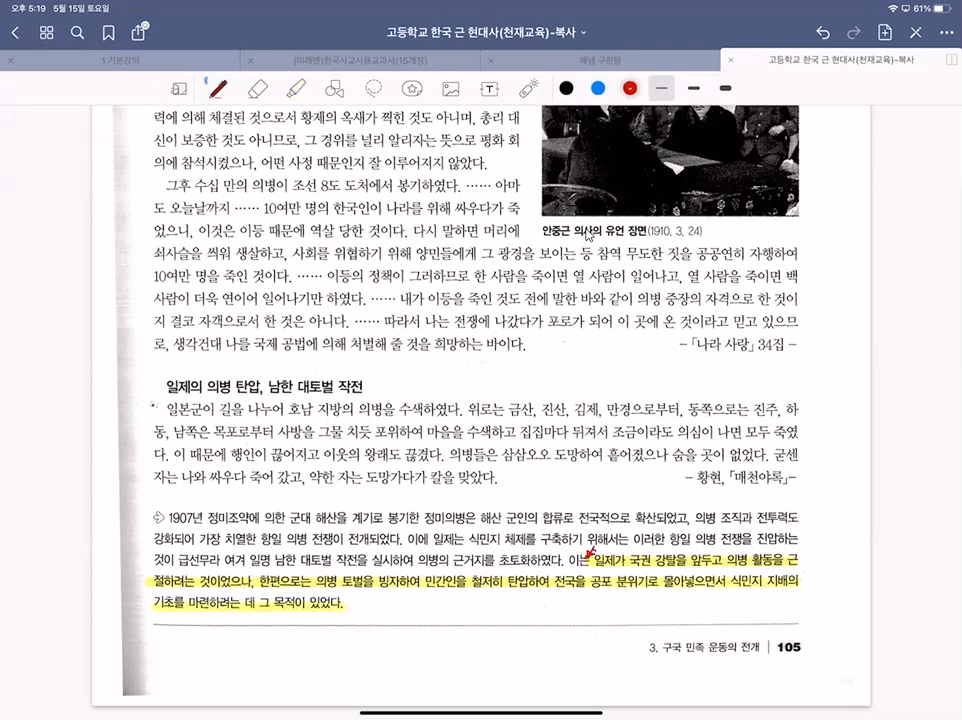 오후 5:19 5월 15일 토요일
61%
고등학교 한국 근 현대사(천재교육)-복사
1.기본강의
(미래엔)한국사교사용교과서(15개정)
해냄 구한말
고등학교 한국 근 현대사(천재교육)-복사
력에 의해 체결된 것으로서 황제의 옥새가 찍힌 것도 아니며, 총리 대
신이 보증한 것도 아니므로, 그 경위를 널리 알리자는 뜻으로 평화 회
의에 참석시켰으나, 어떤 사정 때문인지 잘 이루어지지 않았다.
그후 수십 만의 의병이 조선 8도 도처에서 봉기하였다. …… 아마
도 오늘날까지 …… 10여만 명의 한국인이 나라를 위해 싸우다가 죽
었으니, 이것은 이등 때문에 역살 당한 것이다. 다시 말하면 머리에
안중근 의사의 유언 장면(1910. 3. 24)
쇠사슬을 씌워 생살하고, 사회를 위협하기 위해 양민들에게 그 광경을 보이는 등 참역 무도한 짓을 공공연히 자행하여
10여만 명을 죽인 것이다. …… 이등의 정책이 그러하므로 한 사람을 죽이면 열 사람이 일어나고, 열 사람을 죽이면 백
사람이 더욱 연이어 일어나기만 하였다. …… 내가 이등을 죽인 것도 전에 말한 바와 같이 의병 중장의 자격으로 한 것이
지 결코 자객으로서 한 것은 아니다. …… 따라서 나는 전쟁에 나갔다가 포로가 되어 이 곳에 온 것이라고 믿고 있으므
로, 생각건대 나를 국제 공법에 의해 처벌해 줄 것을 희망하는 바이다.
-「나라 사랑」 34집 -
일제의 의병 탄압, 남한 대토벌 작전
일본군이 길을 나누어 호남 지방의 의병을 수색하였다. 위로는 금산, 진산, 김제, 만경으로부터, 동쪽으로는 진주, 하
동, 남쪽은 목포로부터 사방을 그물 치듯 포위하여 마을을 수색하고 집집마다 뒤져서 조금이라도 의심이 나면 모두 죽였
다. 이 때문에 행인이 끊어지고 이웃의 왕래도 끊겼다. 의병들은 삼삼오오 도망하여 흩어졌으나 숨을 곳이 없었다. 굳센
자는 나와 싸우다 죽어 갔고, 약한 자는 도망가다가 칼을 맞았다.
- 황현, 「매천야록」-
1907년 정미조약에 의한 군대 해산을 계기로 봉기한 정미의병은 해산 군인의 합류로 전국적으로 확산되었고, 의병 조직과 전투력도
강화되어 가장 치열한 항일 의병 전쟁이 전개되었다. 이에 일제는 식민지 체제를 구축하기 위해서는 이러한 항일 의병 전쟁을 진압하는
것이 급선무라 여겨 일명 남한 대토벌 작전을 실시하여 의병의 근거지를 초토화하였다. 이는 일제가 국권 강탈을 앞두고 의병 활동을 근
절하려는 것이었으나, 한편으로는 의병 토벌을 빙자하여 민간인을 철저히 탄압하여 전국을 공포 분위기로 몰아넣으면서 식민지 지배의
기초를 마련하려는 데 그 목적이 있었다.
3. 구국 민족 운동의 전개 | 105